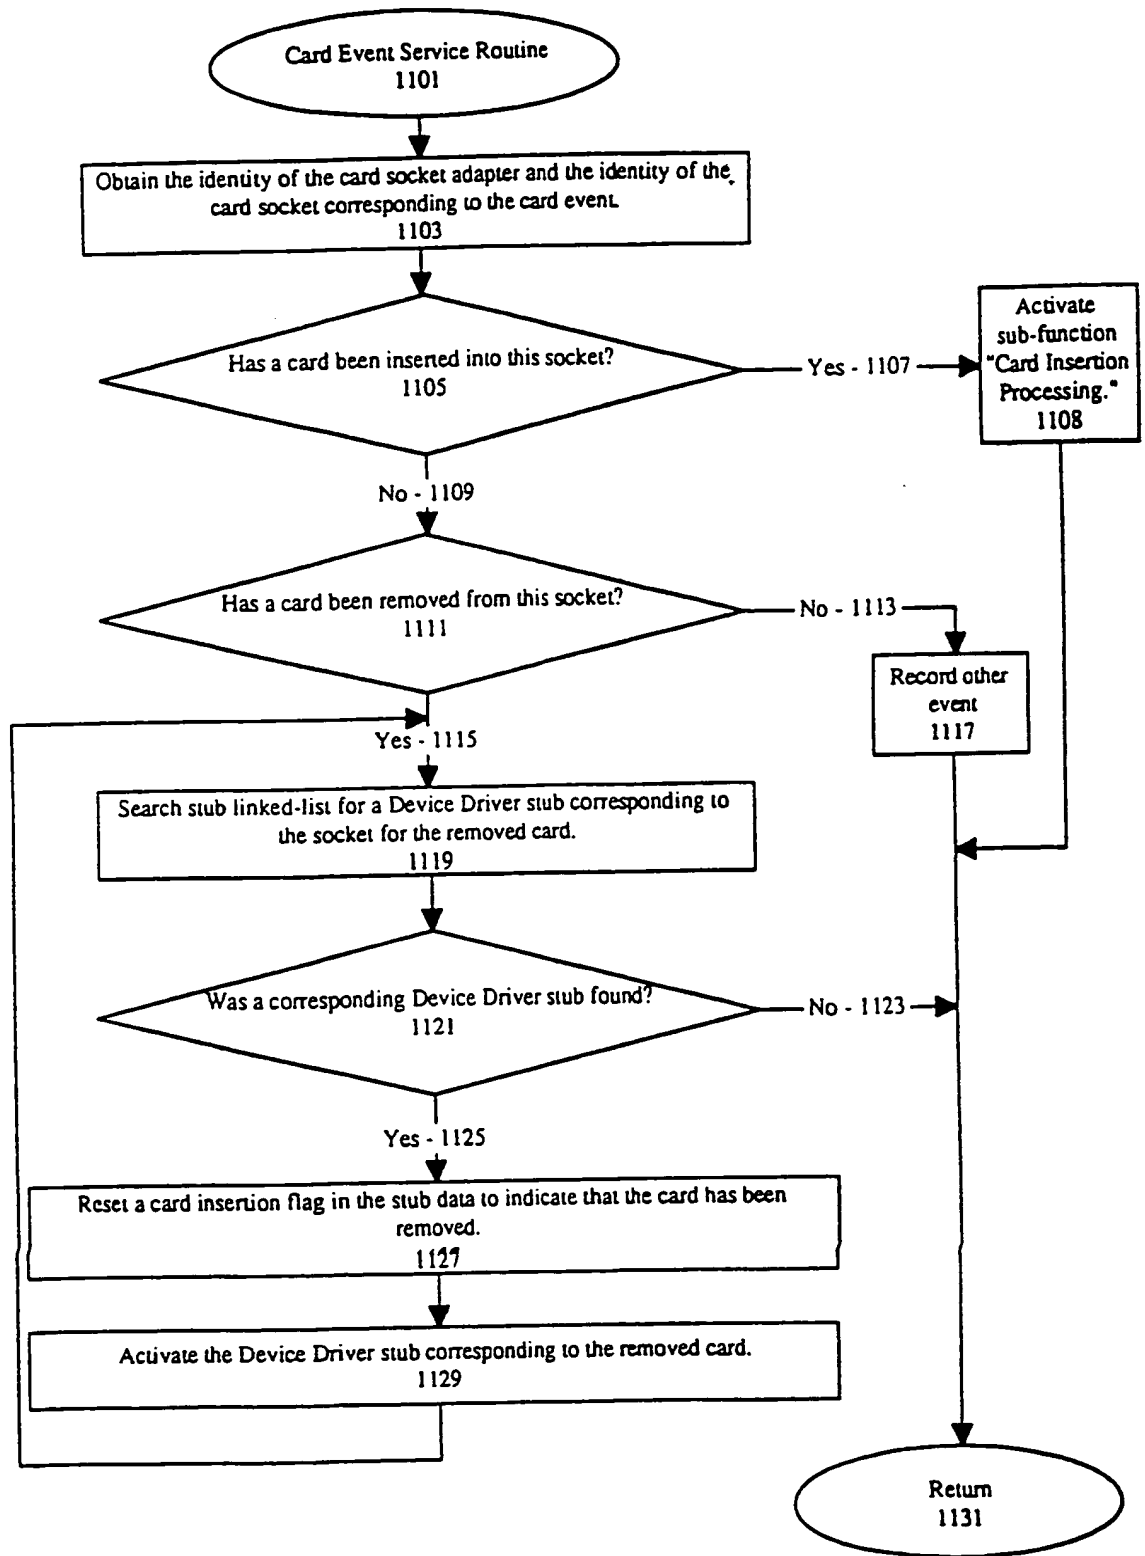 Card Event Service Routine
1101
Obtain the identity of the card socket adapter and the identity of the
card socket corresponding to the card event.
1103
Has a card been inserted into this socket?
1105
Yes - 1107
Activate
sub-function
"Card Insertion
Processing."
1108
No - 1109
Has a card been removed from this socket?
1111
No - 1113
Record other
event
1117
Yes - 1115
Search stub linked-list for a Device Driver stub corresponding to
the socket for the removed card.
1119
Was a corresponding Device Driver stub found?
1121
No - 1123
Yes - 1125
Reset a card insertion flag in the stub data to indicate that the card has been
removed.
1127
Activate the Device Driver stub corresponding to the removed card.
1129
Return
1131